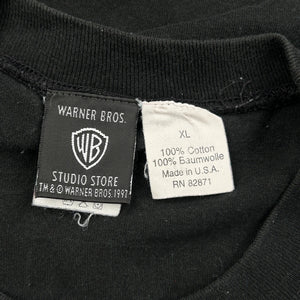 WARNER BROS.
WB
STUDIO STORE
TM & © WARNER BROS. 1997
XL
100% Cotton
100% Baumwolle
Made in U.S.A.
RN 82871